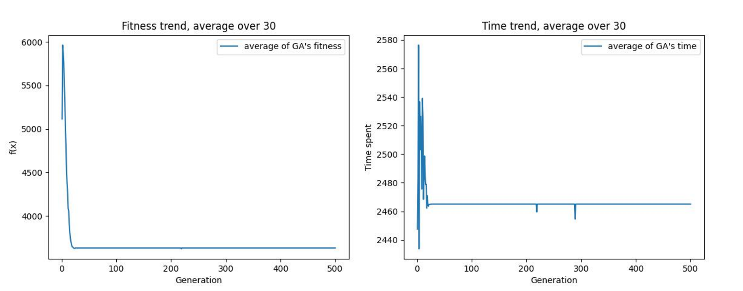 Fitness trend, average over 30
average of GA's fitness
6000
5500
5000
4500
4000
f(x)
0 100 200 300 400 500
Generation
Time trend, average over 30
average of GA's time
2580
2560
2540
2520
2500
2480
2460
2440
Time spent
0 100 200 300 400 500
Generation